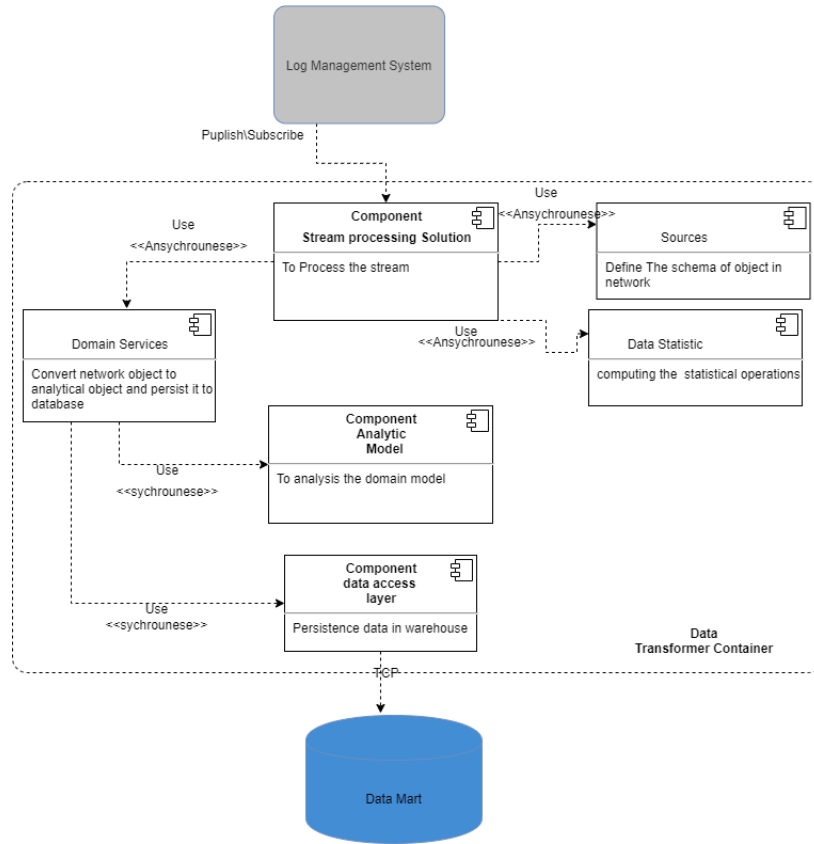 Log Management System
Puplish\Subscribe
Component
Stream processing Solution
To Process the stream
Use
<<Ansychrounese>>
Sources
Define The schema of object in
network
Use
<<Ansychrounese>>
Domain Services
Convert network object to
analytical object and persist it to
database
Use
<<Ansychrounese>>
Data Statistic
computing the  statistical operations
Component
Analytic
Model
To analysis the domain model
Use
<<sychrounese>>
Component
data access
layer
Persistence data in warehouse
Use
<<sychrounese>>
Data
Transformer Container
TCP
Data Mart